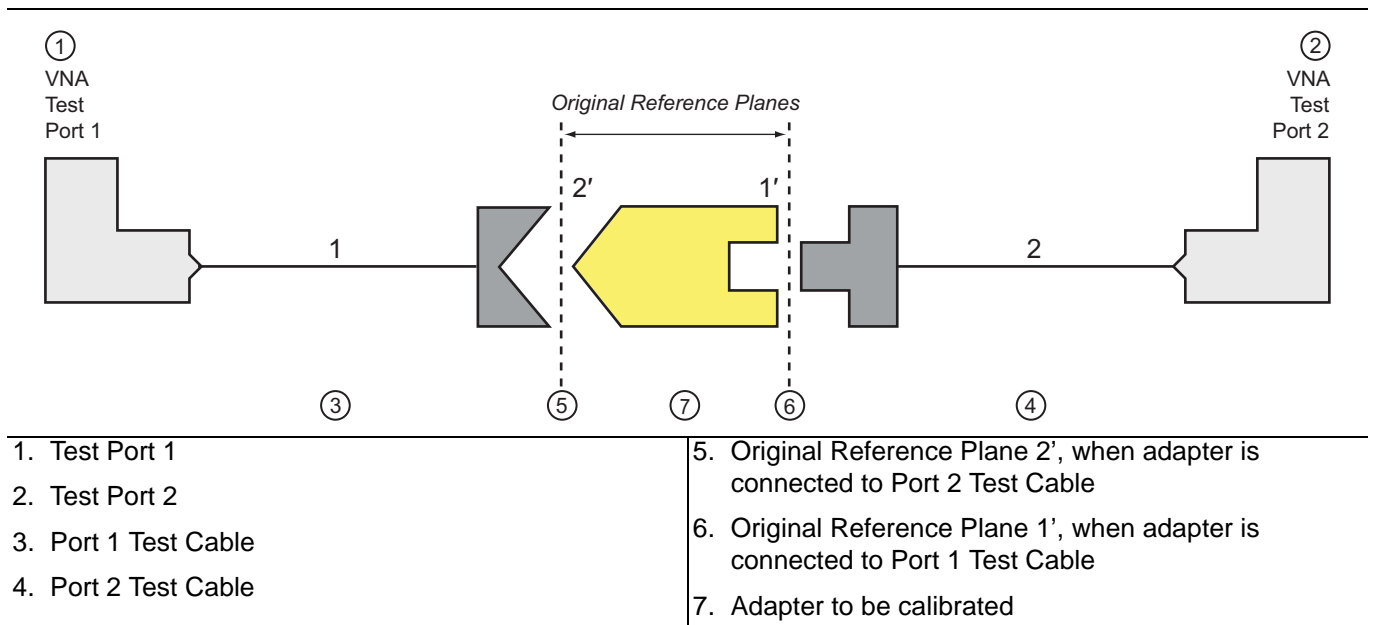 ①
VNA
Test
Port 1
②
VNA
Test
Port 2
Original Reference Planes
2′
1′
1
2
③
⑤
⑦
⑥
④
1. Test Port 1
2. Test Port 2
3. Port 1 Test Cable
4. Port 2 Test Cable
5. Original Reference Plane 2’, when adapter is
connected to Port 2 Test Cable
6. Original Reference Plane 1’, when adapter is
connected to Port 1 Test Cable
7. Adapter to be calibrated